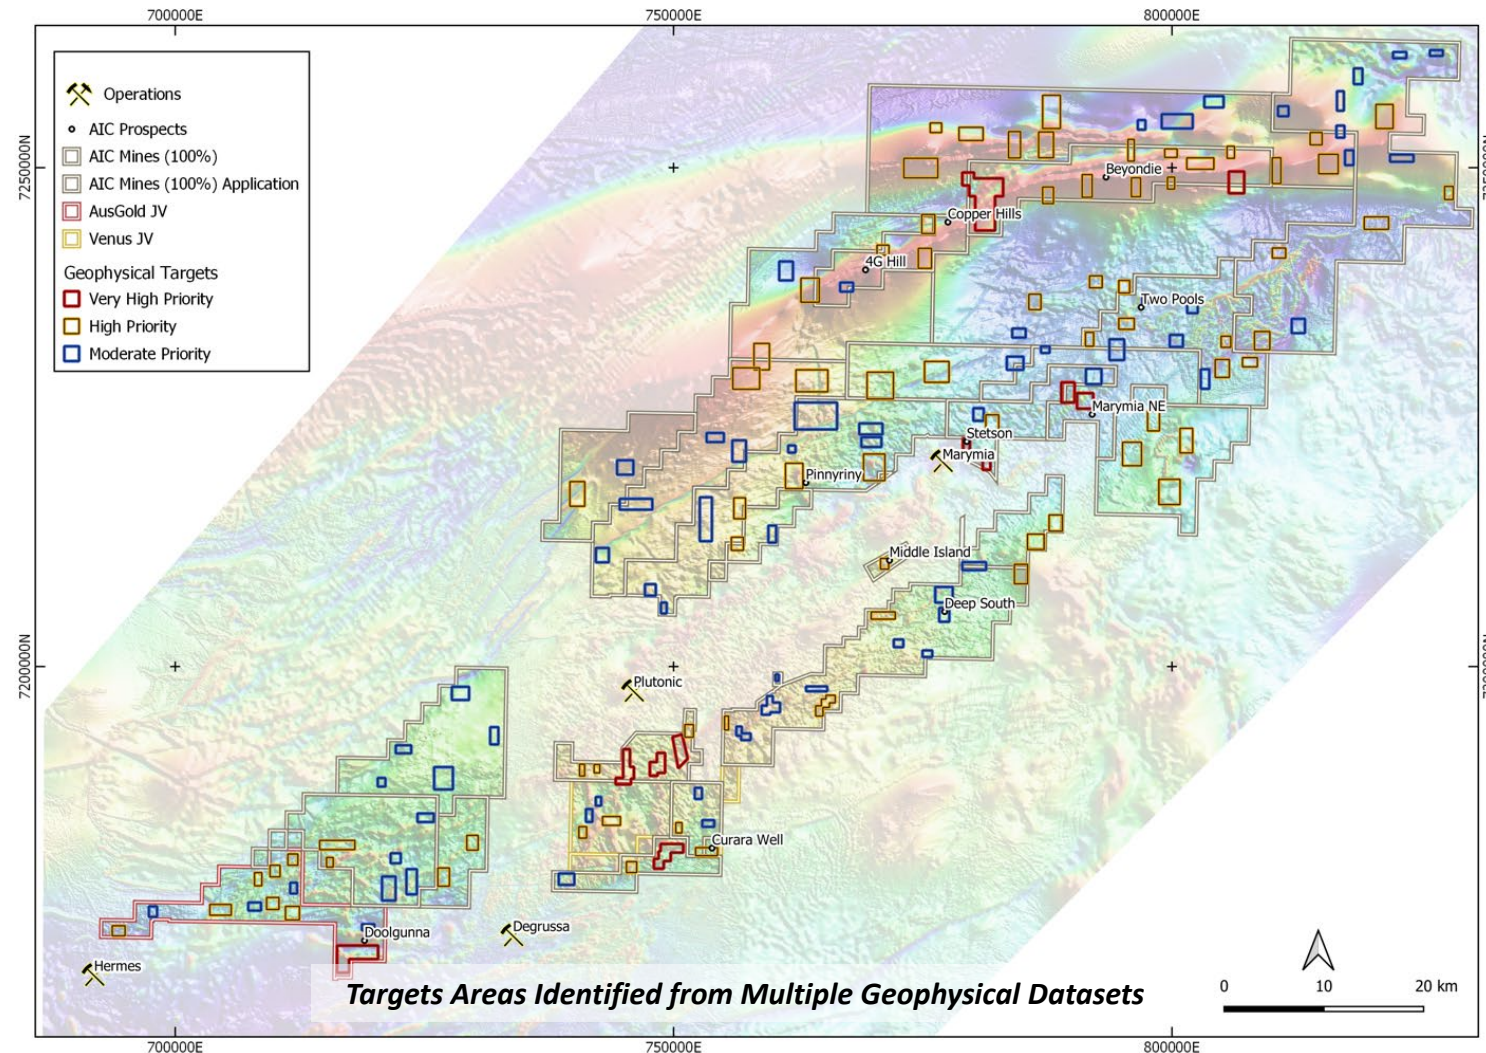 700000E
750000E
800000E
Operations
AIC Prospects
AIC Mines (100%)
AIC Mines (100%) Application
AusGold JV
Venus JV
Geophysical Targets
Very High Priority
High Priority
Moderate Priority
7250000N
7250000N
Beyondie
Copper Hills
4G Hill
Two Pools
Marymia NE
Stetson
Marymia
Pinnyriny
Middle Island
Deep South
7200000N
7200000N
Plutonic
Curara Well
Doolgunna
Degrussa
Hermes
Targets Areas Identified from Multiple Geophysical Datasets
0 10 20 km
700000E
750000E
800000E